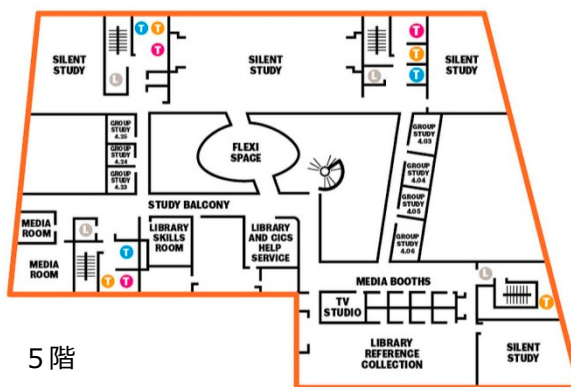 SILENT
STUDY
T
T
T
L
SILENT
STUDY
T
T
T
L
SILENT
STUDY
GROUP
STUDY
4.25
GROUP
STUDY
4.24
GROUP
STUDY
4.23
FLEXI
SPACE
GROUP
STUDY
4.03
GROUP
STUDY
4.04
GROUP
STUDY
4.05
GROUP
STUDY
4.06
STUDY BALCONY
MEDIA
ROOM
MEDIA
ROOM
L
T
T
T
LIBRARY
SKILLS
ROOM
LIBRARY
AND CICS
HELP
SERVICE
MEDIA BOOTHS
TV
STUDIO
L
T
LIBRARY
REFERENCE
COLLECTION
SILENT
STUDY
5階